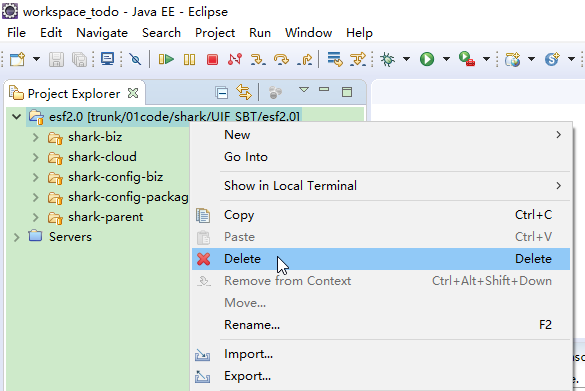 workspace_todo - Java EE - Eclipse
File Edit Navigate Search Project Run Window Help
Project Explorer
esf2.0 [trunk/01code/shark/UIF_SBT/esf2.0]
shark-biz
shark-cloud
shark-config-biz
shark-config-packag
shark-parent
Servers
New
Go Into
Show in Local Terminal
Copy Ctrl+C
Paste Ctrl+V
Delete Delete
Remove from Context Ctrl+Alt+Shift+Down
Move...
Rename... F2
Import...
Export...